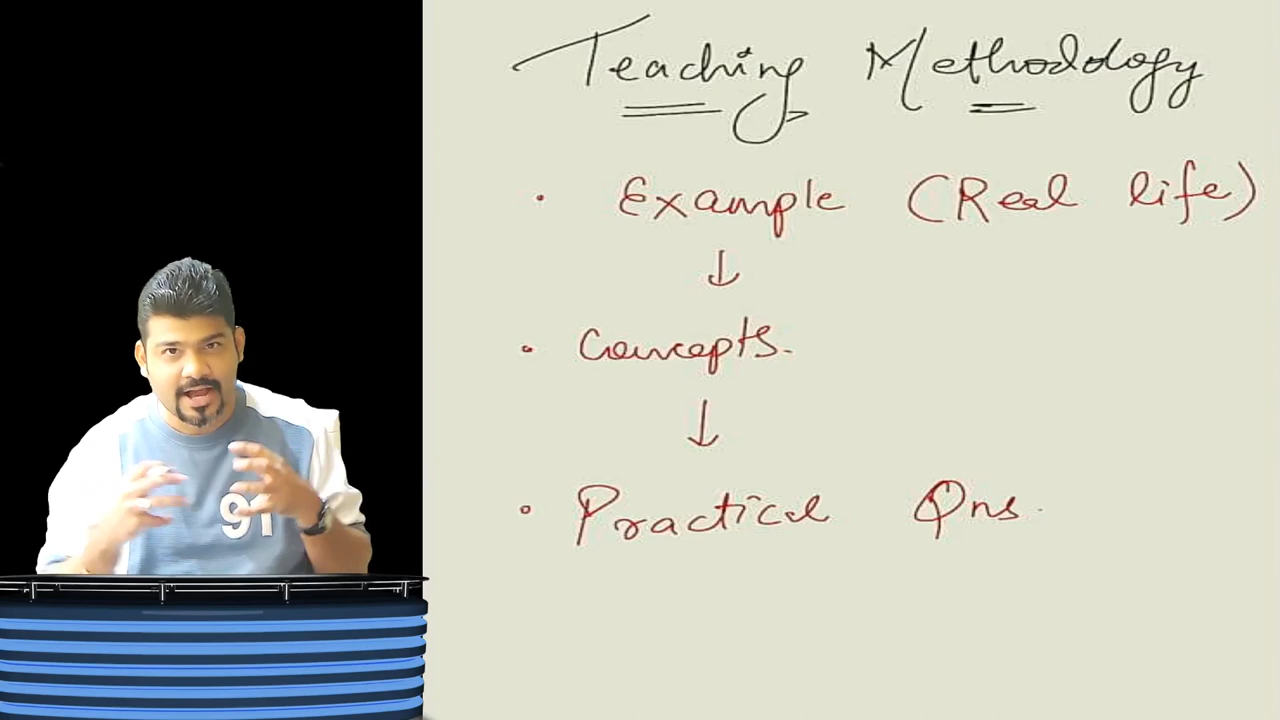 Teaching Methodology
• Example (Real life)
↓
• Concepts.
↓
• Practical Qns.
91